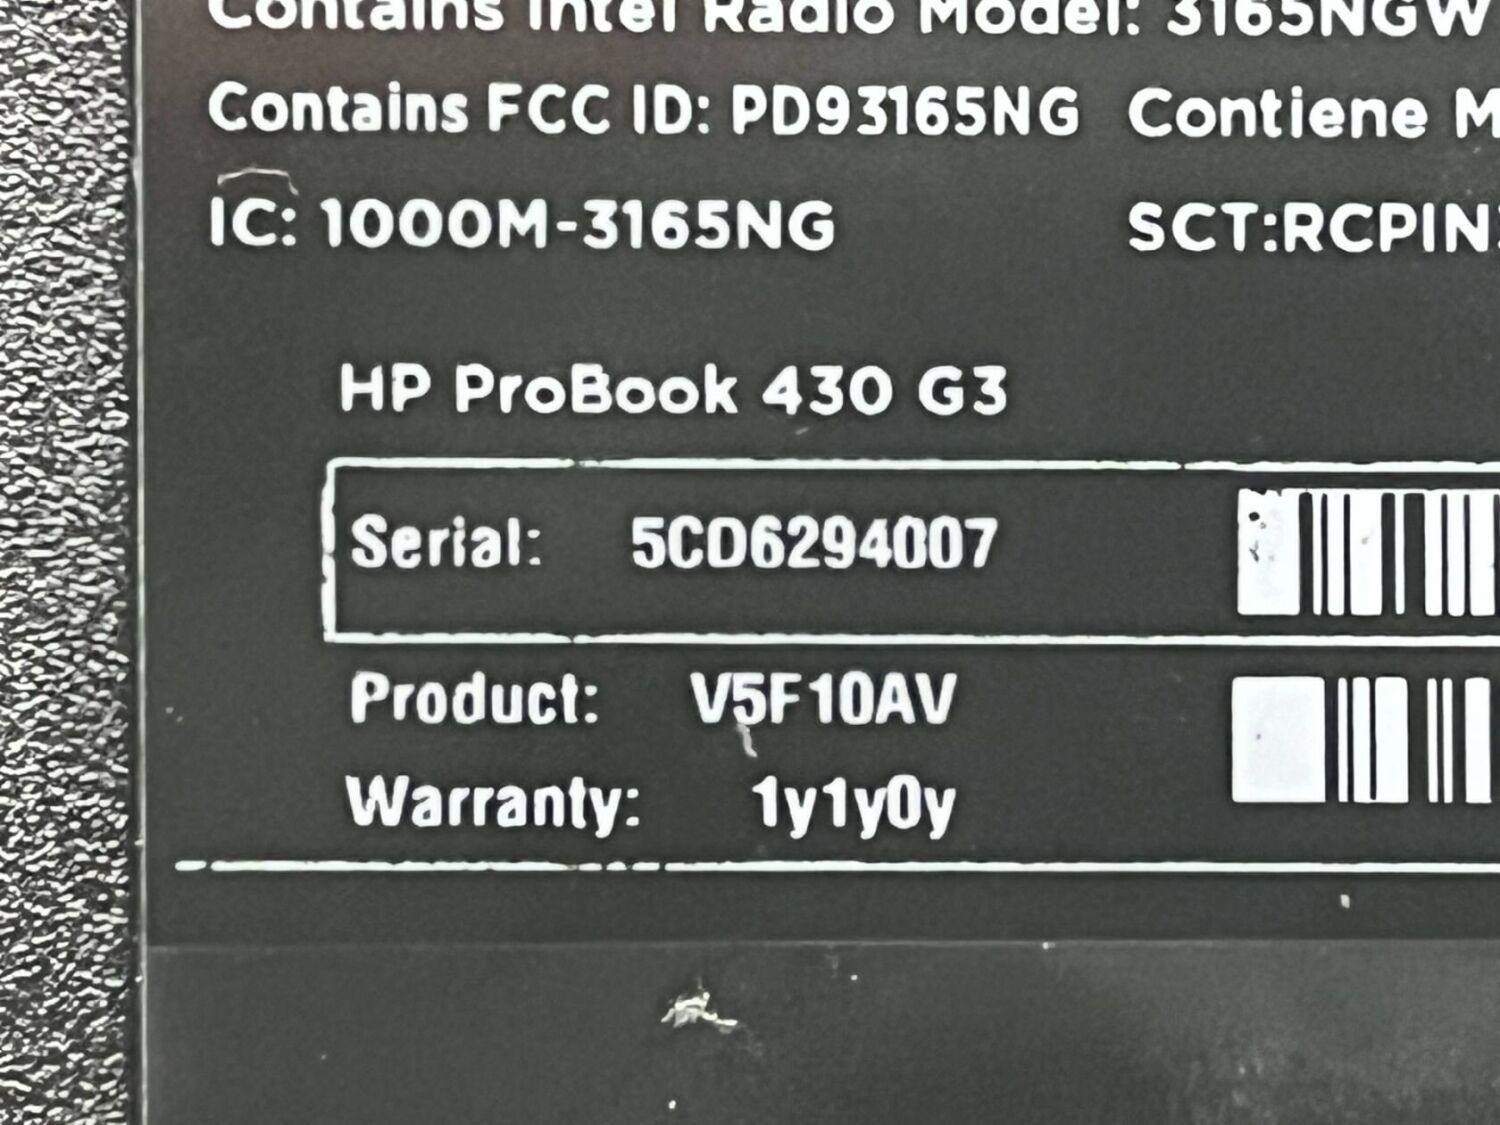 Contains Intel Radio Model: 3165NGW
Contains FCC ID: PD93165NG Contiene M
IC: 1000M-3165NG SCT:RCPIN
HP ProBook 430 G3
Serial: 5CD6294007
Product: V5F10AV
Warranty: 1y1y0y